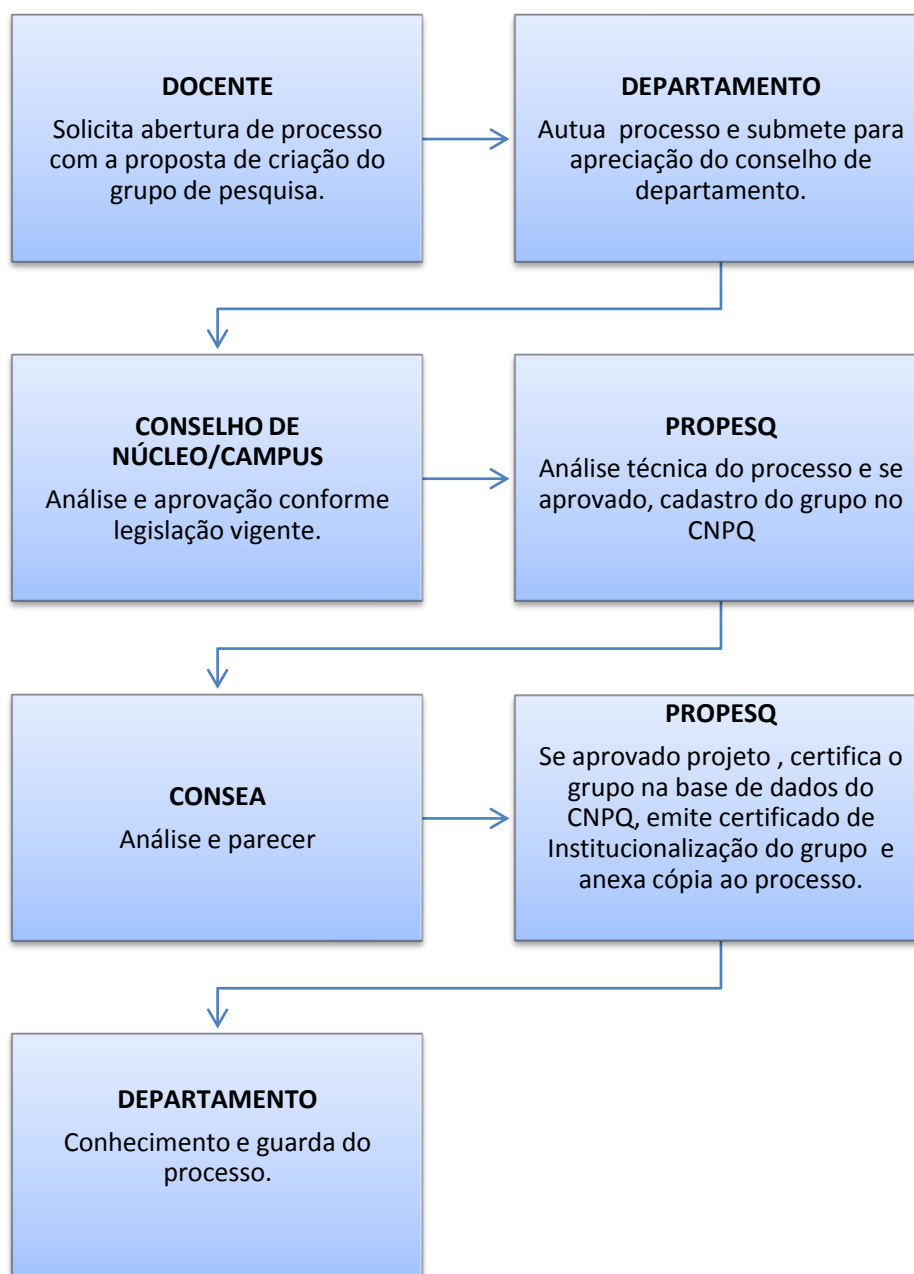 DOCENTE
Solicita abertura de processo
com a proposta de criação do
grupo de pesquisa.
DEPARTAMENTO
Autua processo e submete para
apreciação do conselho de
departamento.
CONSELHO DE
NÚCLEO/CAMPUS
Análise e aprovação conforme
legislação vigente.
PROPESQ
Análise técnica do processo e se
aprovado, cadastro do grupo no
CNPQ
CONSEA
Análise e parecer
PROPESQ
Se aprovado projeto , certifica o
grupo na base de dados do
CNPQ, emite certificado de
Institucionalização do grupo e
anexa cópia ao processo.
DEPARTAMENTO
Conhecimento e guarda do
processo.